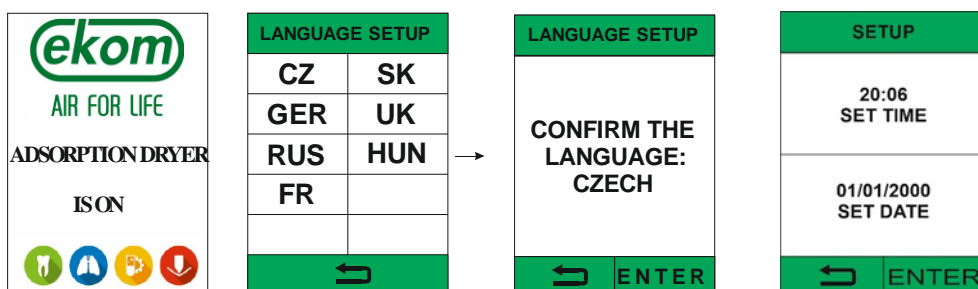 ekom
AIR FOR LIFE
ADSORPTION DRYER
IS ON
LANGUAGE SETUP
CZ SK
GER UK
RUS HUN
FR
LANGUAGE SETUP
CONFIRM THE
LANGUAGE:
CZECH
ENTER
SETUP
20:06
SET TIME
01/01/2000
SET DATE
ENTER